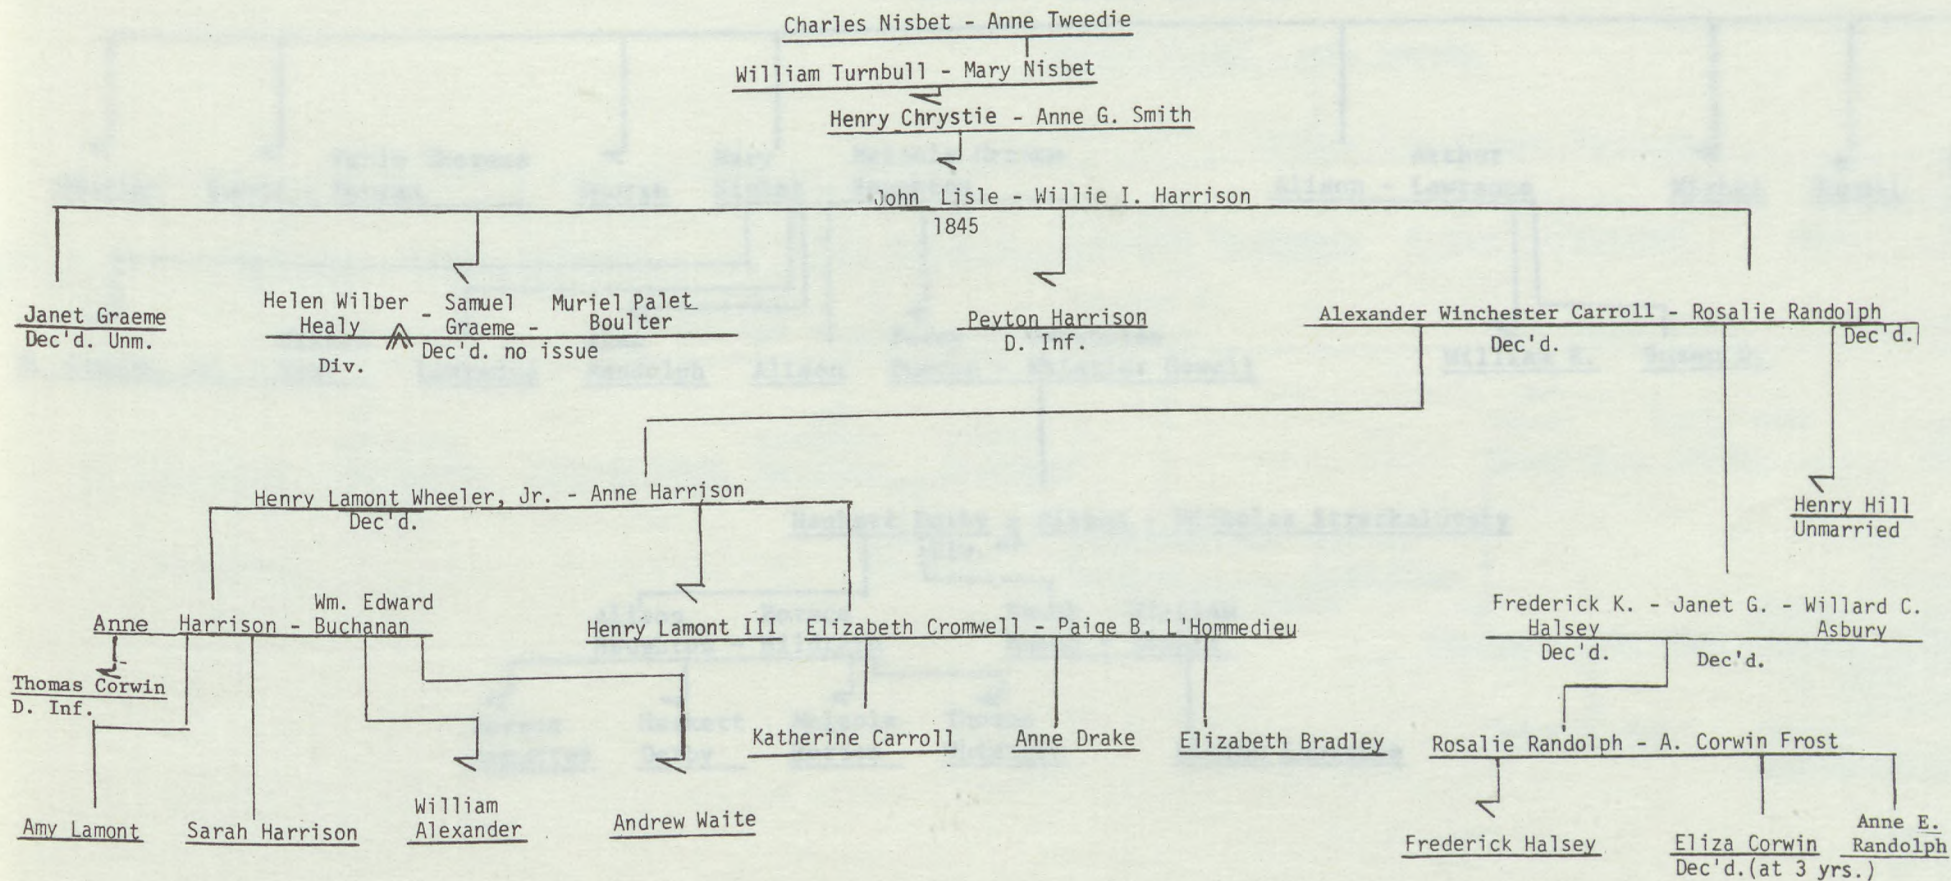 Charles Nisbet - Anne Tweedie
William Turnbull - Mary Nisbet
Henry Chrystie - Anne G. Smith
John Lisle - Willie I. Harrison
1845
Janet Graeme
Dec'd. Unm.
Helen Wilber - Samuel Muriel Palet
Healy Graeme - Boulter
Div. Dec'd. no issue
Peyton Harrison
D. Inf.
Alexander Winchester Carroll - Rosalie Randolph
Dec'd. Dec'd.
Henry Lamont Wheeler, Jr. - Anne Harrison
Dec'd.
Henry Hill
Unmarried
Anne Harrison - Wm. Edward
Buchanan
Henry Lamont III
Elizabeth Cromwell - Paige B. L'Hommedieu
Frederick K. - Janet G. - Willard C.
Halsey Asbury
Dec'd. Dec'd.
Thomas Corwin
D. Inf.
Katherine Carroll
Anne Drake
Elizabeth Bradley
Rosalie Randolph - A. Corwin Frost
Amy Lamont
Sarah Harrison
William
Alexander
Andrew Waite
Frederick Halsey
Eliza Corwin
Dec'd.(at 3 yrs.)
Anne E.
Randolph